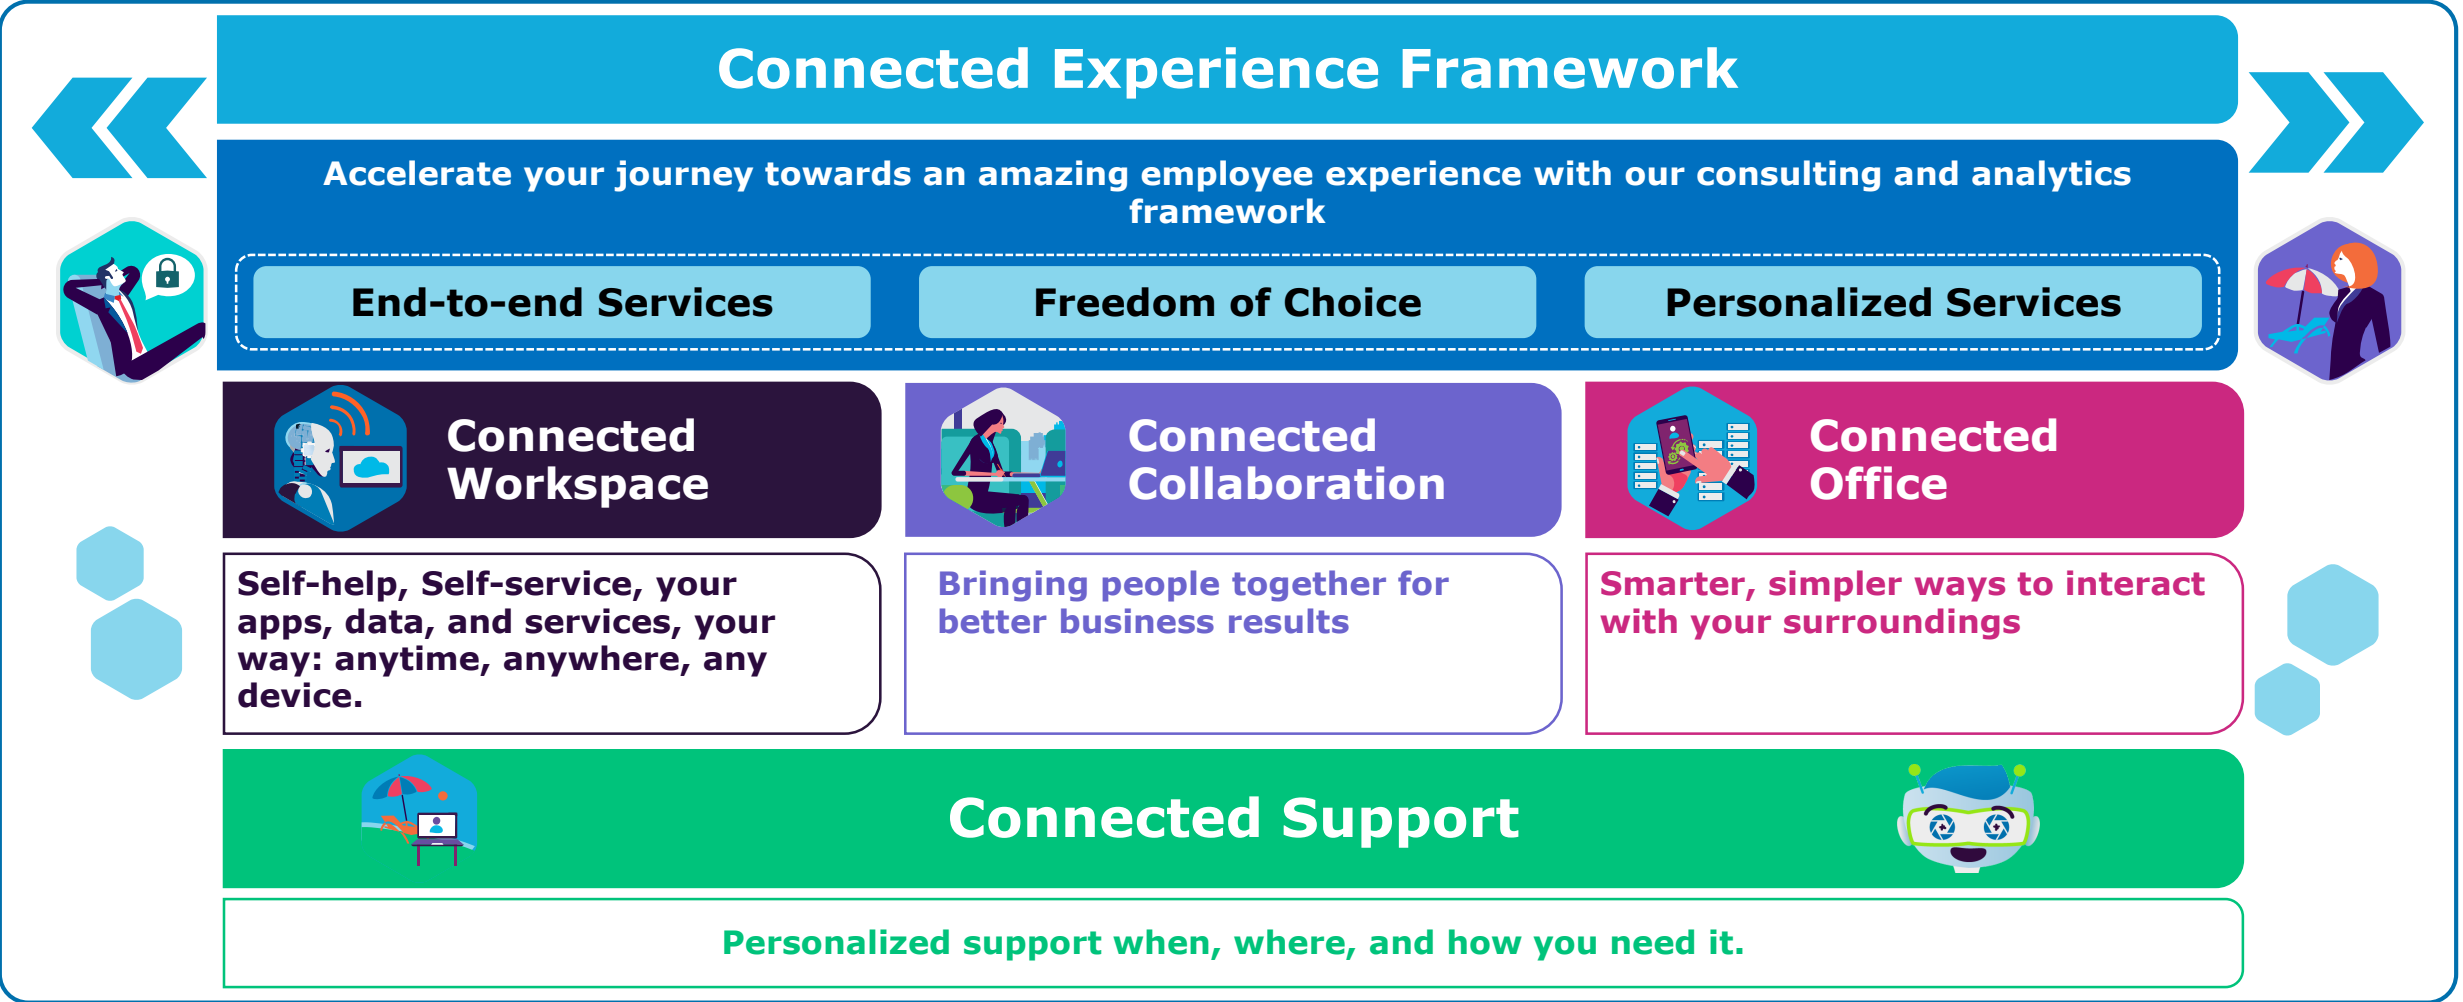 Connected Experience Framework
Accelerate your journey towards an amazing employee experience with our consulting and analytics
framework
End-to-end Services
Freedom of Choice
Personalized Services
Connected
Workspace
Connected
Collaboration
Connected
Office
Self-help, Self-service, your
apps, data, and services, your
way: anytime, anywhere, any
device.
Bringing people together for
better business results
Smarter, simpler ways to interact
with your surroundings
Connected Support
Personalized support when, where, and how you need it.